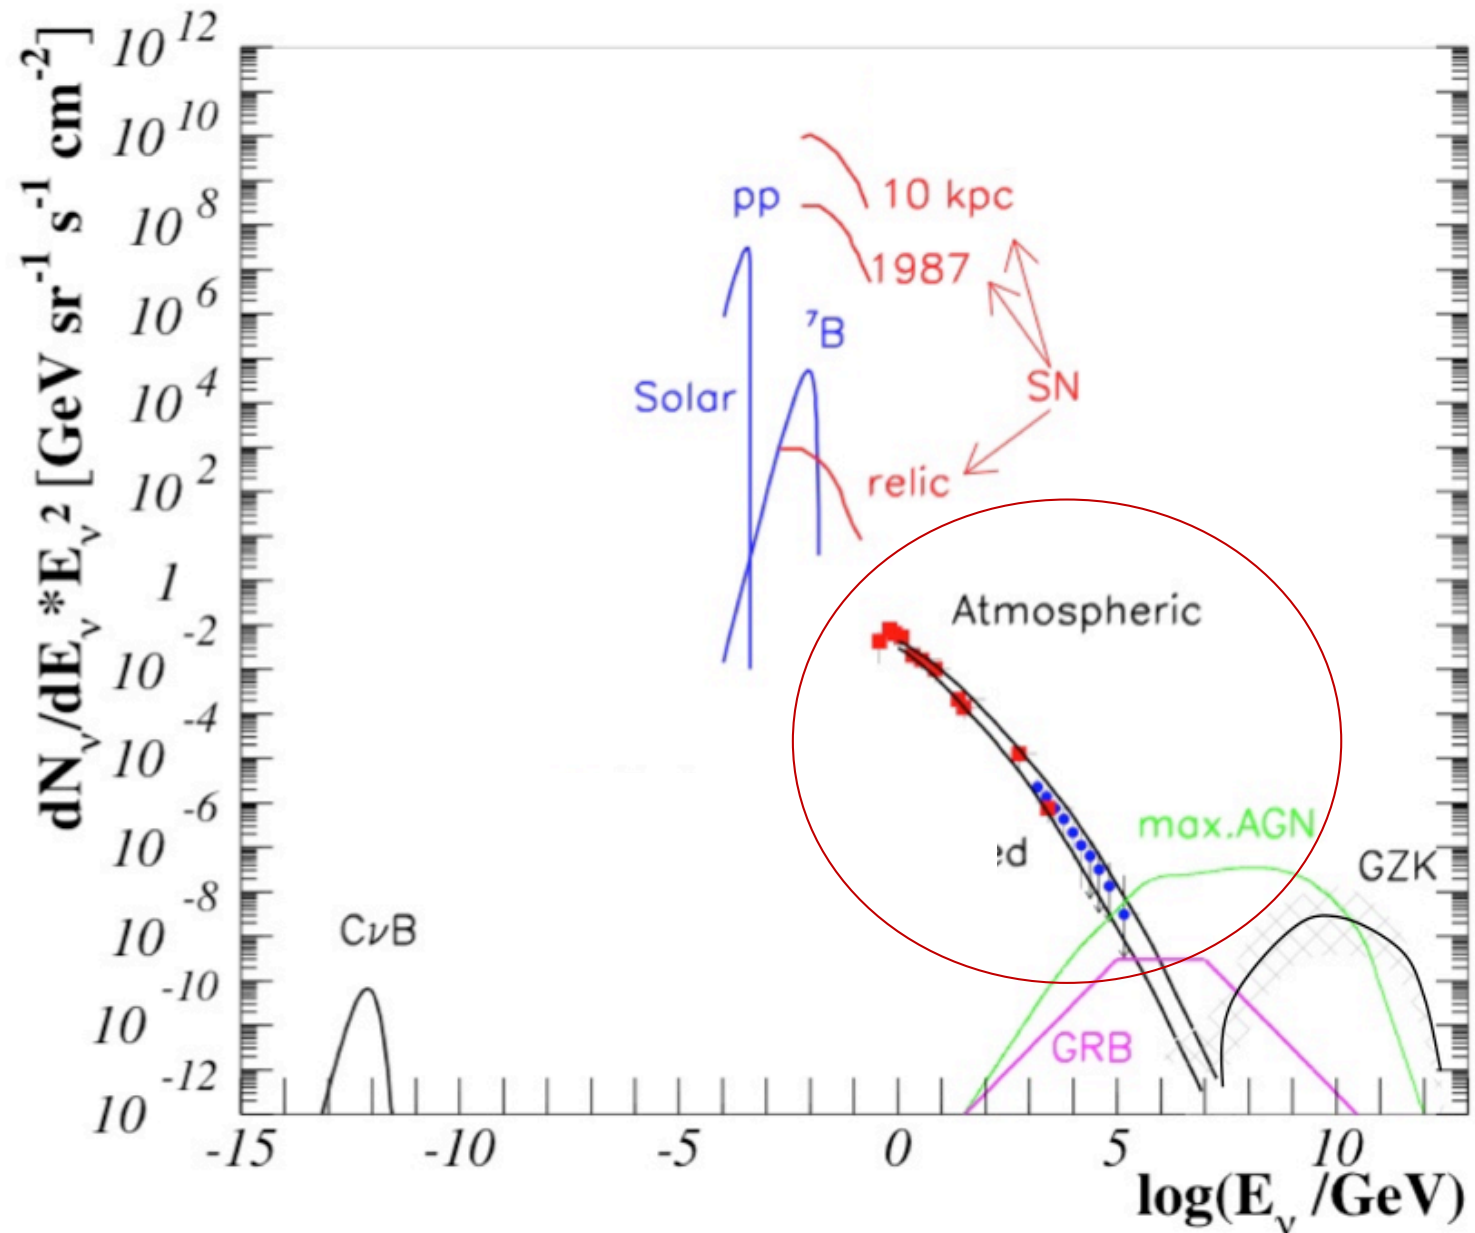 dNν/dEν*Eν² [GeV sr⁻¹ s⁻¹ cm⁻²]
10¹²
10¹⁰
10⁸
10⁶
10⁴
10²
1
10⁻²
10⁻⁴
10⁻⁶
10⁻⁸
10⁻¹⁰
10⁻¹²
pp
10 kpc
1987
⁷B
Solar
SN
relic
Atmospheric
max.AGN
ed
GZK
CνB
GRB
-15 -10 -5 0 5 10
log(Eν /GeV)